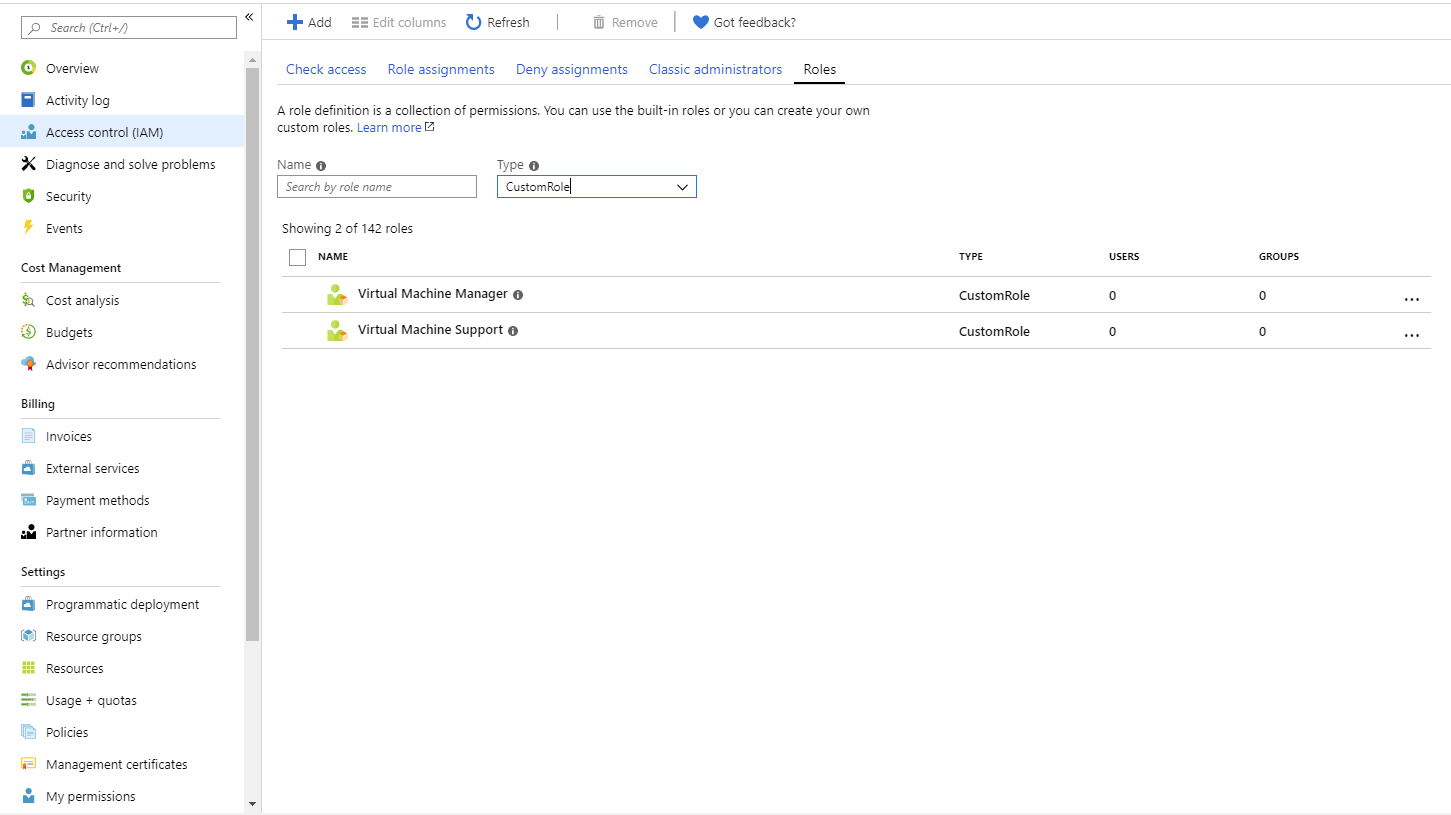 Search (Ctrl+/)
«
Overview
Activity log
Access control (IAM)
Diagnose and solve problems
Security
Events
Cost Management
Cost analysis
Budgets
Advisor recommendations
Billing
Invoices
External services
Payment methods
Partner information
Settings
Programmatic deployment
Resource groups
Resources
Usage + quotas
Policies
Management certificates
My permissions
Add Edit columns Refresh Remove Got feedback?
Check access Role assignments Deny assignments Classic administrators Roles
A role definition is a collection of permissions. You can use the built-in roles or you can create your own
custom roles. Learn more
Name Type
Search by role name CustomRole
Showing 2 of 142 roles
NAME TYPE USERS GROUPS
Virtual Machine Manager CustomRole 0 0 ...
Virtual Machine Support CustomRole 0 0 ...